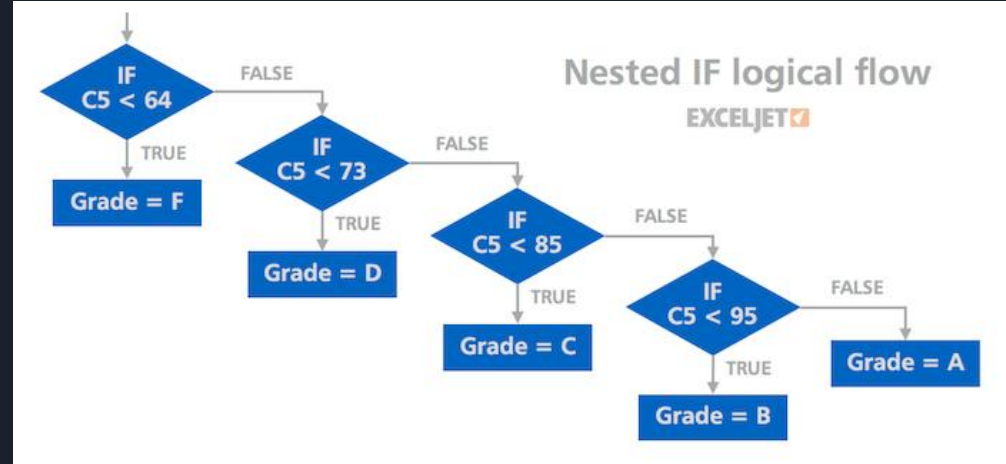 Nested IF logical flow
EXCELJET
IF
C5 < 64
FALSE
TRUE
Grade = F
IF
C5 < 73
FALSE
TRUE
Grade = D
IF
C5 < 85
FALSE
TRUE
Grade = C
IF
C5 < 95
FALSE
TRUE
Grade = B
Grade = A